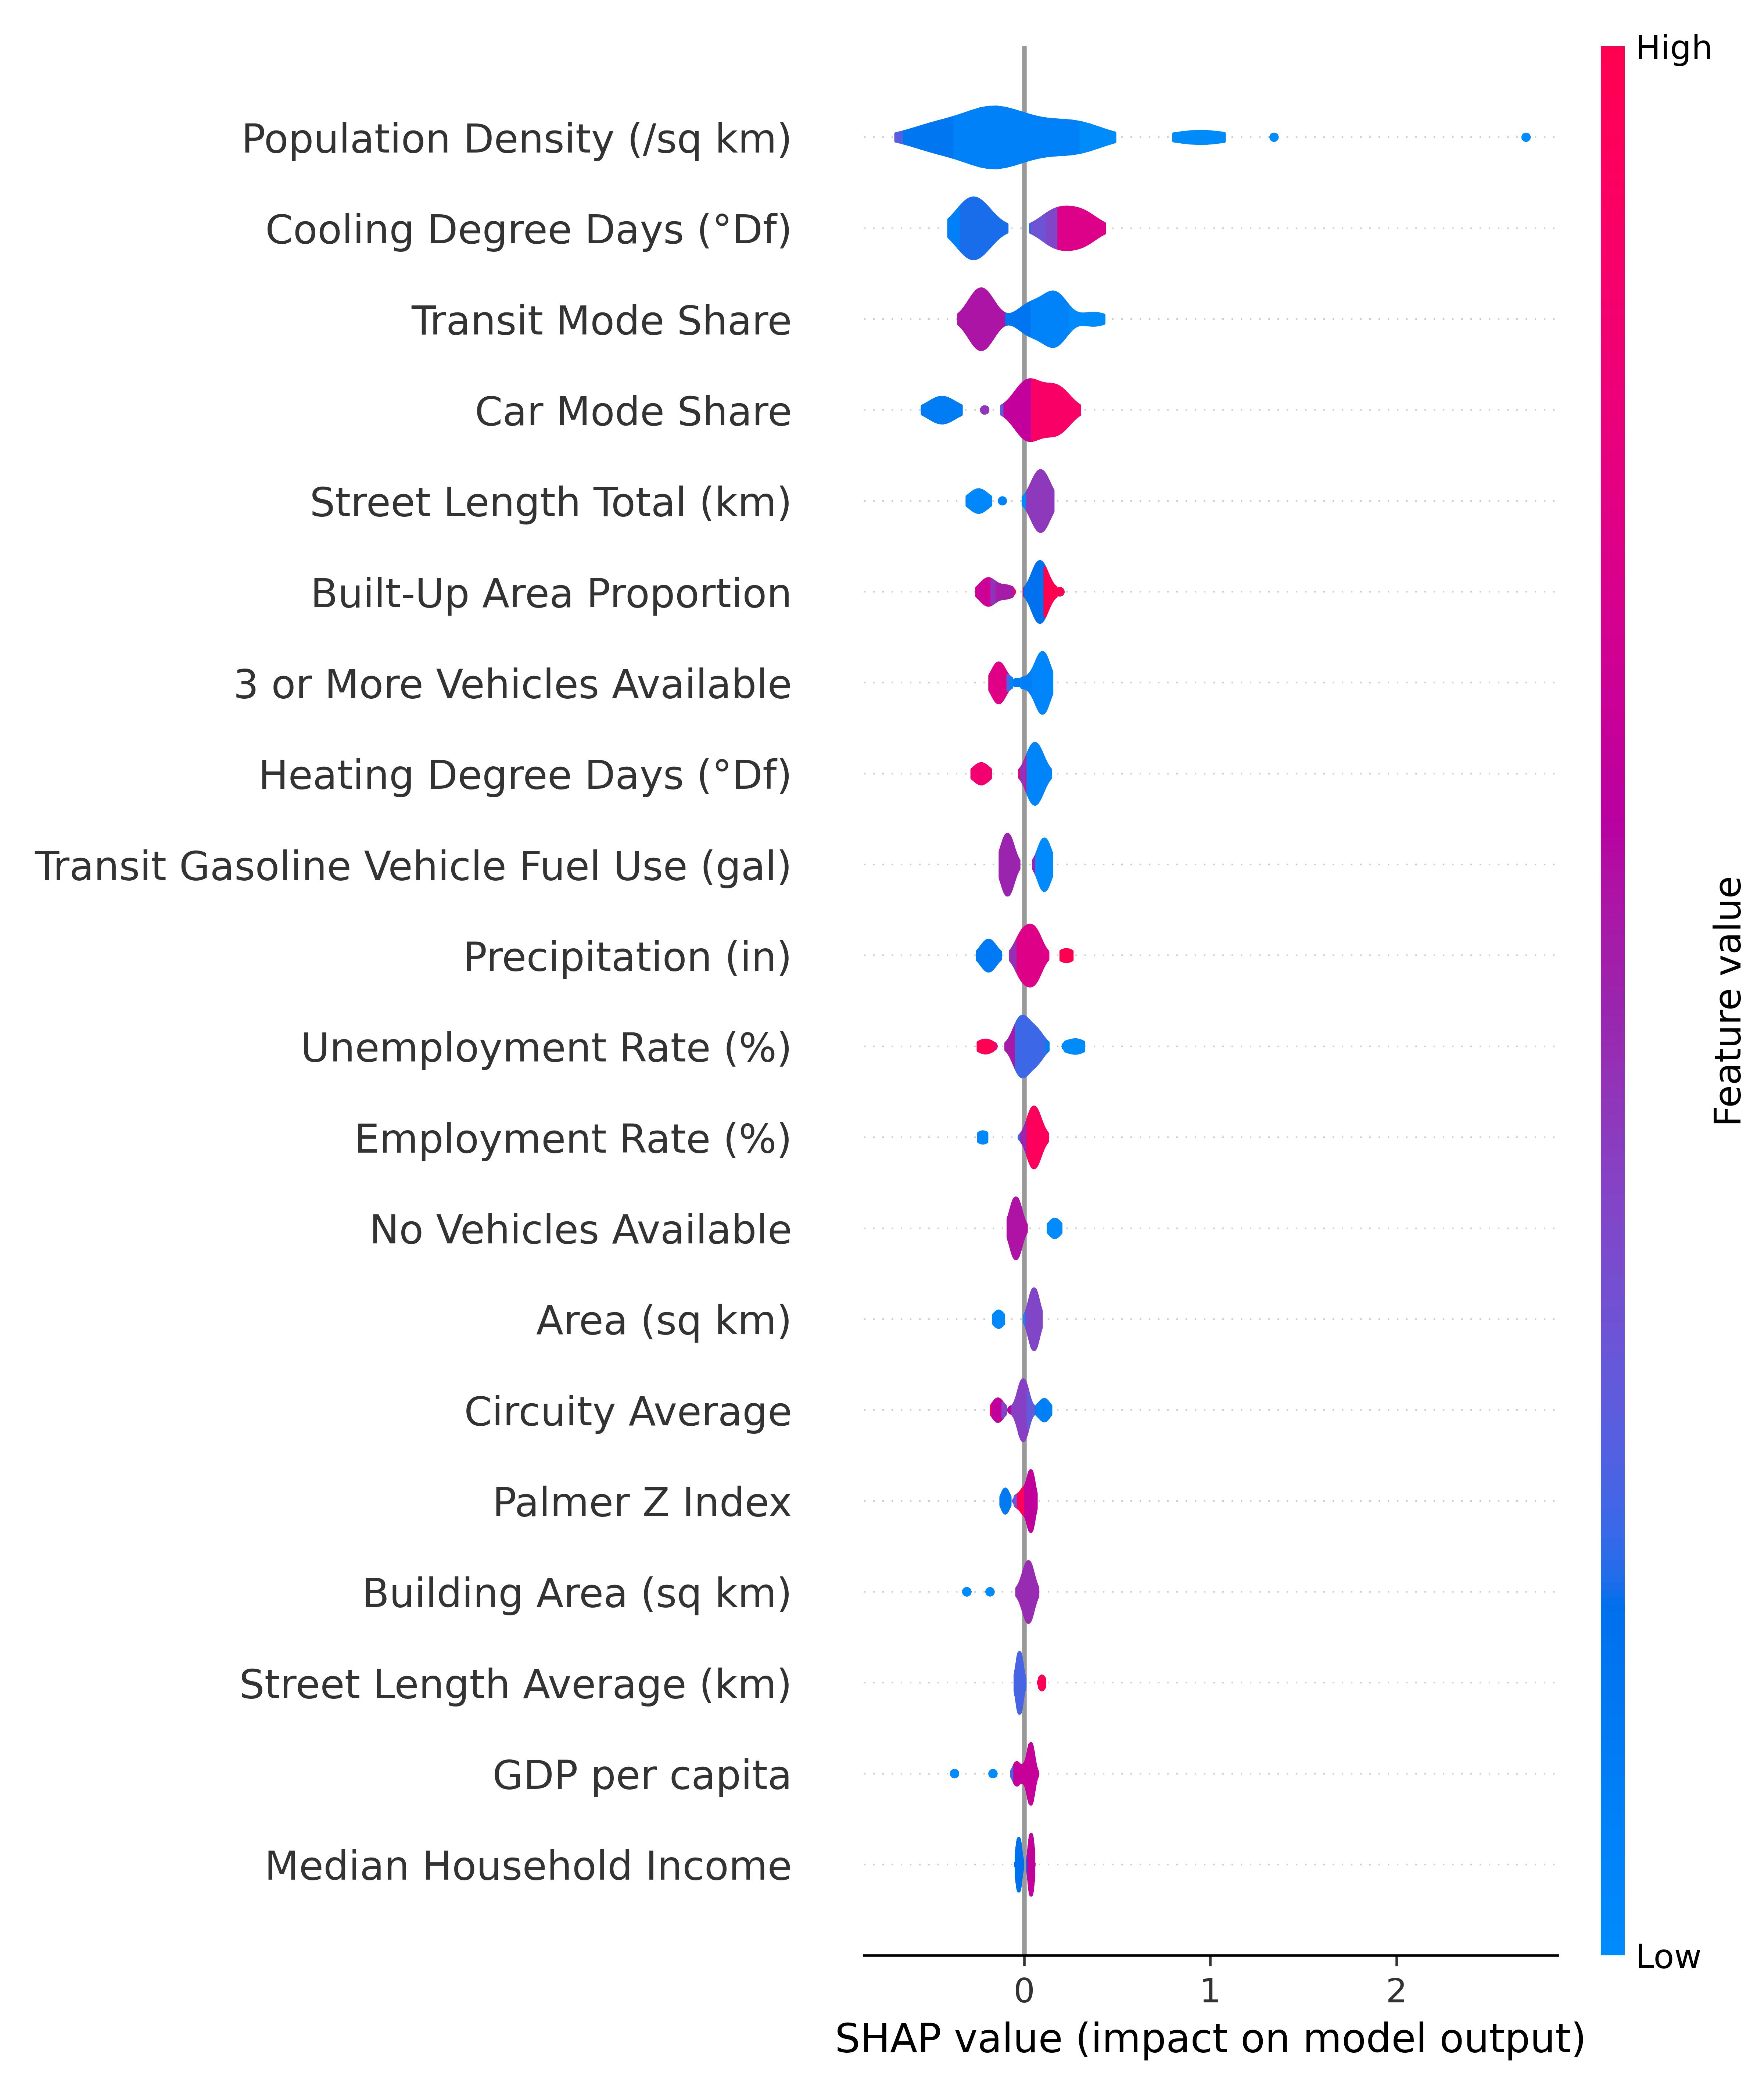 High
Population Density (/sq km)
Cooling Degree Days (°Df)
Transit Mode Share
Car Mode Share
Street Length Total (km)
Built-Up Area Proportion
3 or More Vehicles Available
Heating Degree Days (°Df)
Transit Gasoline Vehicle Fuel Use (gal)
Precipitation (in)
Unemployment Rate (%)
Employment Rate (%)
No Vehicles Available
Area (sq km)
Circuity Average
Palmer Z Index
Building Area (sq km)
Street Length Average (km)
GDP per capita
Median Household Income
Feature value
Low
0 1 2
SHAP value (impact on model output)